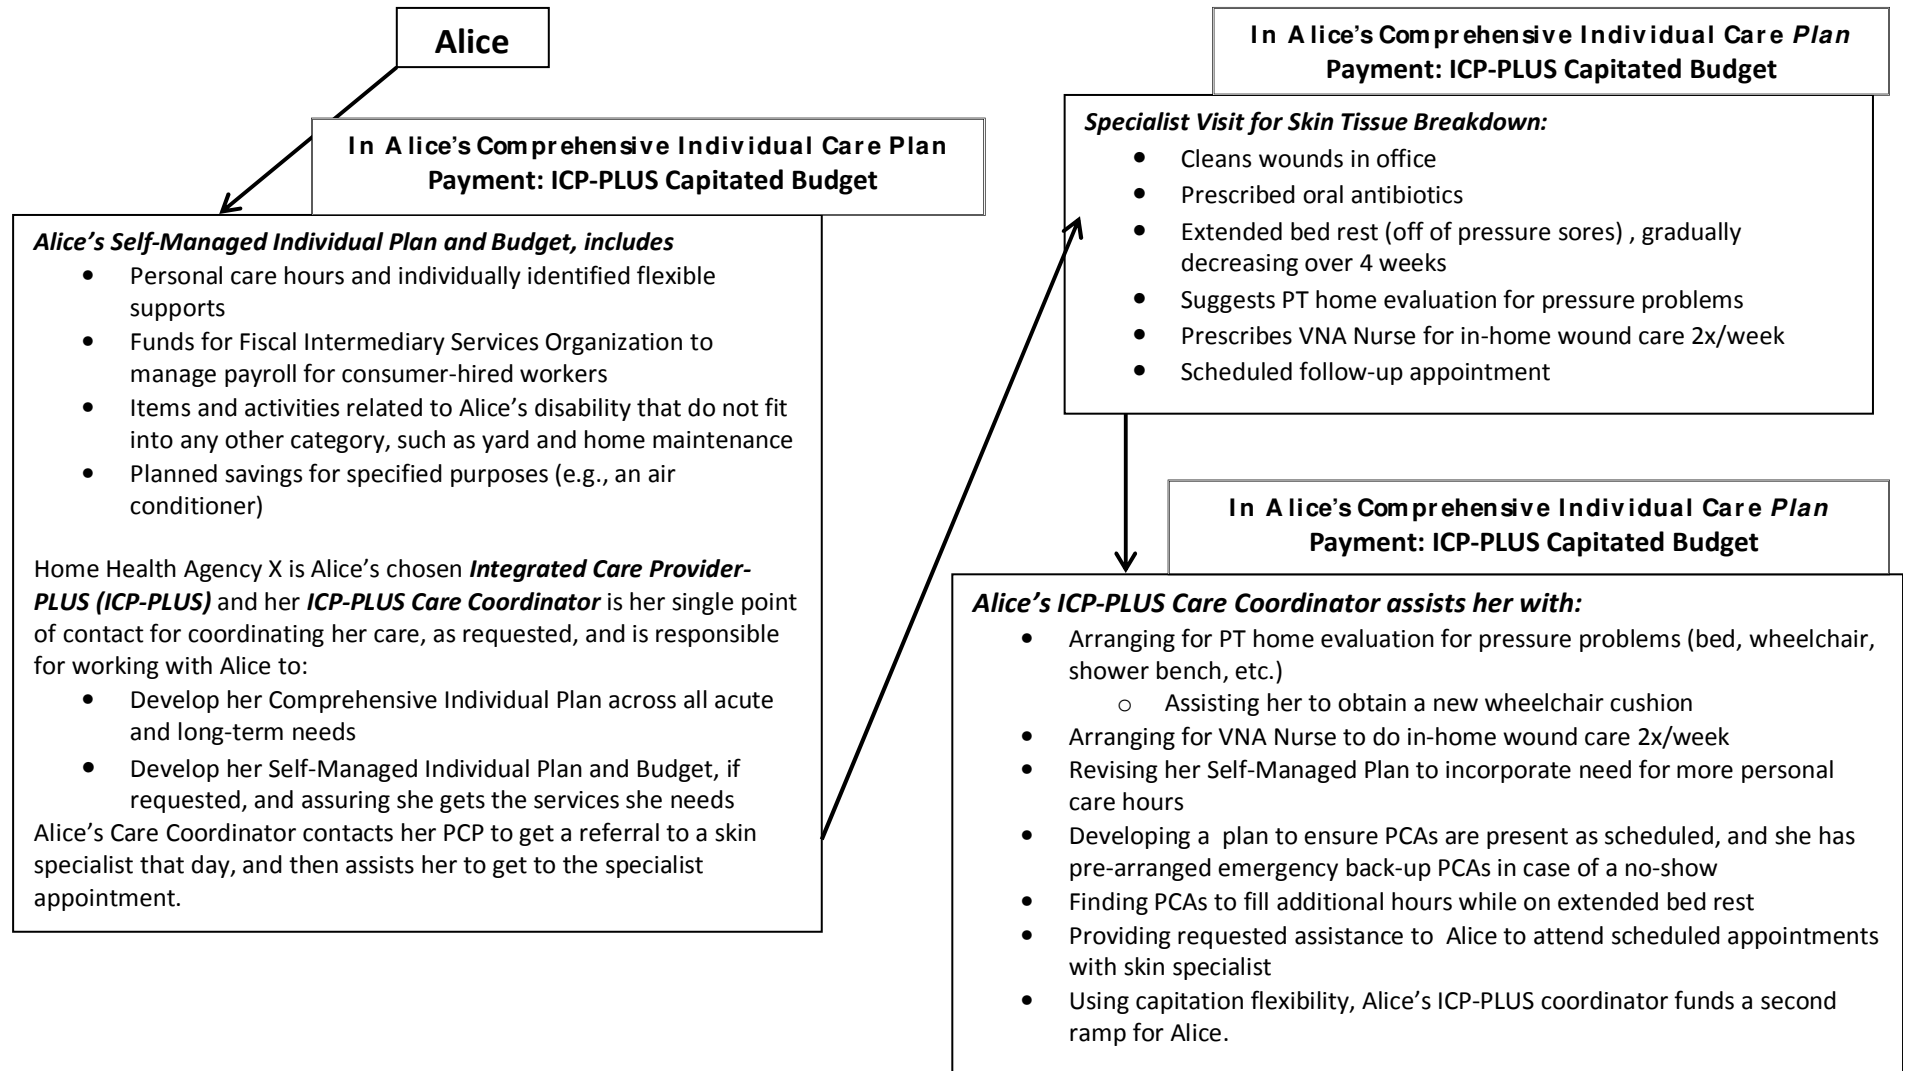 Alice
In Alice’s Comprehensive Individual Care Plan
Payment: ICP-PLUS Capitated Budget
Alice’s Self-Managed Individual Plan and Budget, includes
• Personal care hours and individually identified flexible
supports
• Funds for Fiscal Intermediary Services Organization to
manage payroll for consumer-hired workers
• Items and activities related to Alice’s disability that do not fit
into any other category, such as yard and home maintenance
• Planned savings for specified purposes (e.g., an air
conditioner)
Home Health Agency X is Alice’s chosen Integrated Care Provider-
PLUS (ICP-PLUS) and her ICP-PLUS Care Coordinator is her single point
of contact for coordinating her care, as requested, and is responsible
for working with Alice to:
• Develop her Comprehensive Individual Plan across all acute
and long-term needs
• Develop her Self-Managed Individual Plan and Budget, if
requested, and assuring she gets the services she needs
Alice’s Care Coordinator contacts her PCP to get a referral to a skin
specialist that day, and then assists her to get to the specialist
appointment.
In Alice’s Comprehensive Individual Care Plan
Payment: ICP-PLUS Capitated Budget
Specialist Visit for Skin Tissue Breakdown:
• Cleans wounds in office
• Prescribed oral antibiotics
• Extended bed rest (off of pressure sores) , gradually
decreasing over 4 weeks
• Suggests PT home evaluation for pressure problems
• Prescribes VNA Nurse for in-home wound care 2x/week
• Scheduled follow-up appointment
In Alice’s Comprehensive Individual Care Plan
Payment: ICP-PLUS Capitated Budget
Alice’s ICP-PLUS Care Coordinator assists her with:
• Arranging for PT home evaluation for pressure problems (bed, wheelchair,
shower bench, etc.)
o Assisting her to obtain a new wheelchair cushion
• Arranging for VNA Nurse to do in-home wound care 2x/week
• Revising her Self-Managed Plan to incorporate need for more personal
care hours
• Developing a plan to ensure PCAs are present as scheduled, and she has
pre-arranged emergency back-up PCAs in case of a no-show
• Finding PCAs to fill additional hours while on extended bed rest
• Providing requested assistance to Alice to attend scheduled appointments
with skin specialist
• Using capitation flexibility, Alice’s ICP-PLUS coordinator funds a second
ramp for Alice.